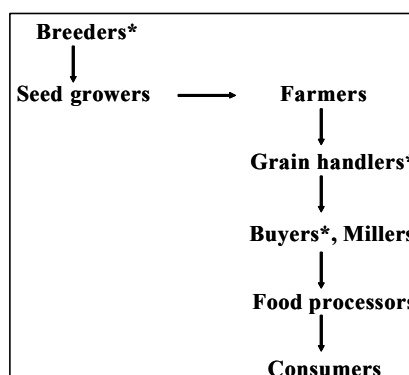 Breeders*
Seed growers Farmers
Grain handlers*
Buyers*, Millers
Food processors
Consumers